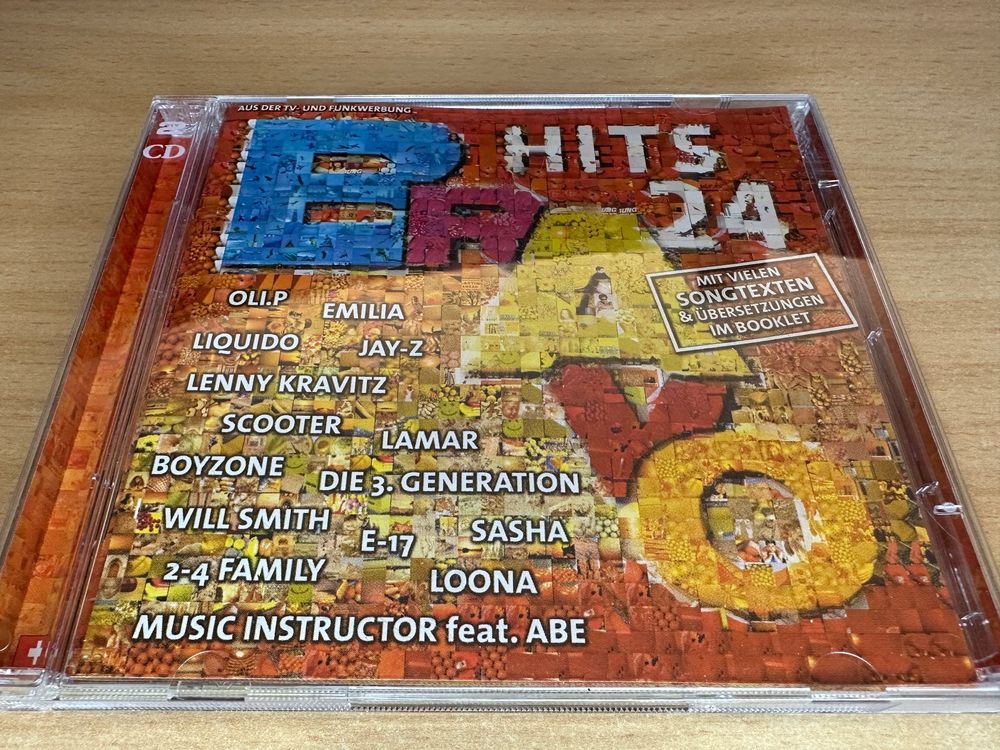 AUS DER TV- UND FUNKWERBUNG
2
CD
HITS
24
BRAVO
MIT VIELEN
SONGTEXTEN
& ÜBERSETZUNGEN
IM BOOKLET
OLI.P
EMILIA
LIQUIDO
JAY-Z
LENNY KRAVITZ
SCOOTER
LAMAR
BOYZONE
DIE 3. GENERATION
WILL SMITH
E-17
SASHA
2-4 FAMILY
LOONA
MUSIC INSTRUCTOR feat. ABE